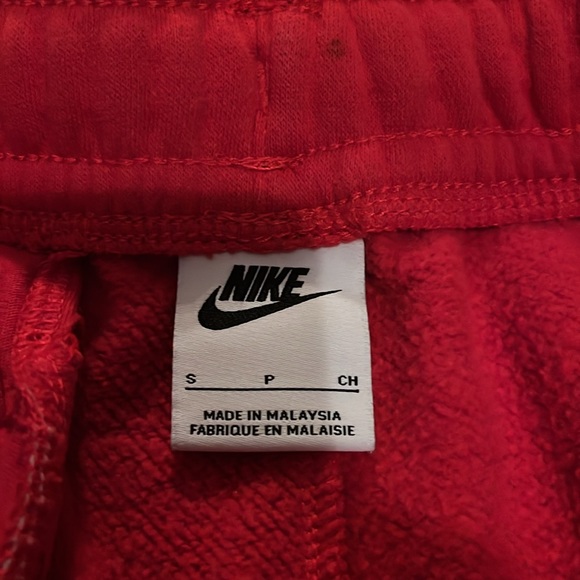 NIKE
S P CH
MADE IN MALAYSIA
FABRIQUE EN MALAISIE